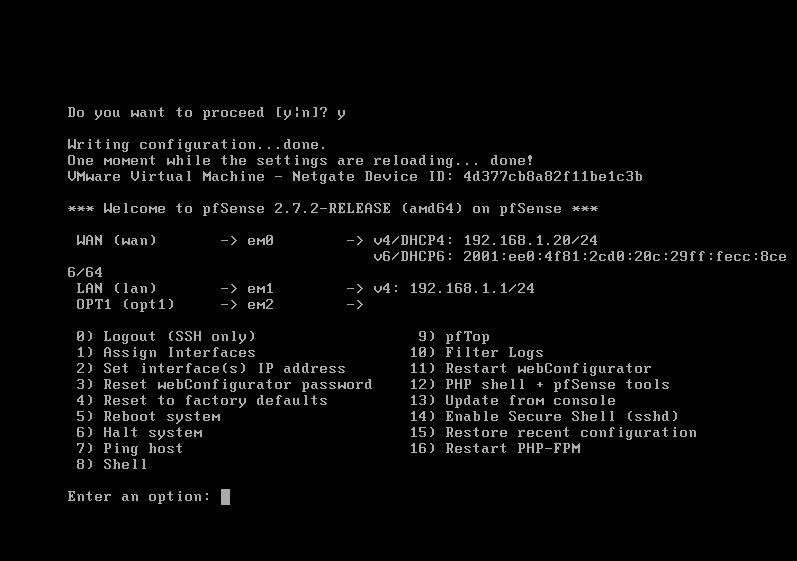 Do you want to proceed [y¦n]? y
Writing configuration...done.
One moment while the settings are reloading... done!
VMware Virtual Machine - Netgate Device ID: 4d377cb8a82f11be1c3b
*** Welcome to pfSense 2.7.2-RELEASE (amd64) on pfSense ***
WAN (wan)       -> em0        -> v4/DHCP4: 192.168.1.20/24
v6/DHCP6: 2001:ee0:4f81:2cd0:20c:29ff:fecc:8ce
6/64
LAN (lan)       -> em1        -> v4: 192.168.1.1/24
OPT1 (opt1)     -> em2        ->
0) Logout (SSH only)                  9) pfTop
1) Assign Interfaces                 10) Filter Logs
2) Set interface(s) IP address       11) Restart webConfigurator
3) Reset webConfigurator password    12) PHP shell + pfSense tools
4) Reset to factory defaults         13) Update from console
5) Reboot system                     14) Enable Secure Shell (sshd)
6) Halt system                       15) Restore recent configuration
7) Ping host                         16) Restart PHP-FPM
8) Shell
Enter an option: